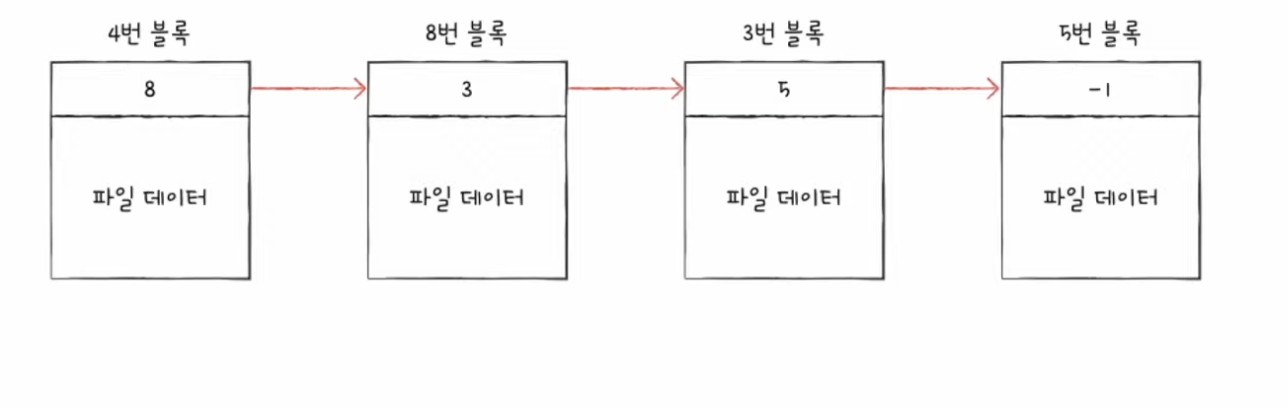 4번 블록 8번 블록 3번 블록 5번 블록
8 3 5 -1
파일 데이터 파일 데이터 파일 데이터 파일 데이터